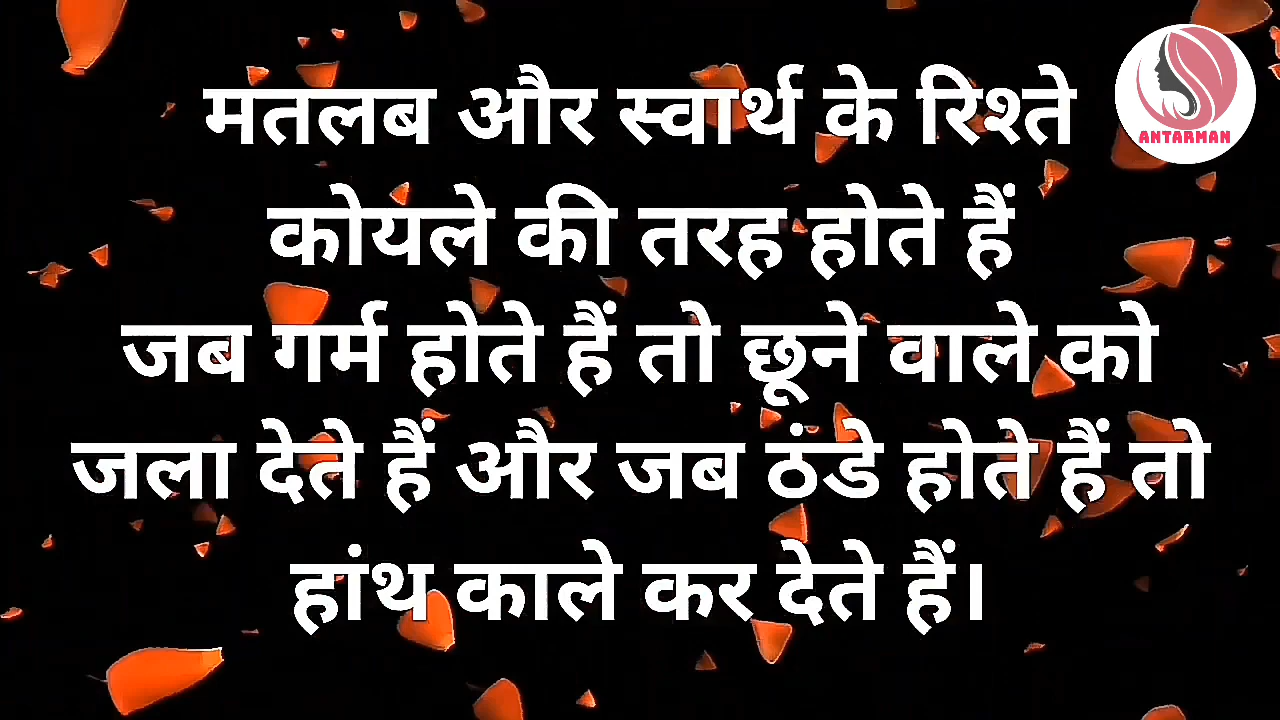 मतलब और स्वार्थ के रिश्ते
ANTARMAN
कोयले की तरह होते हैं
जब गर्म होते हैं तो छूने वाले को
जला देते हैं और जब ठंडे होते हैं तो
हांथ काले कर देते हैं।